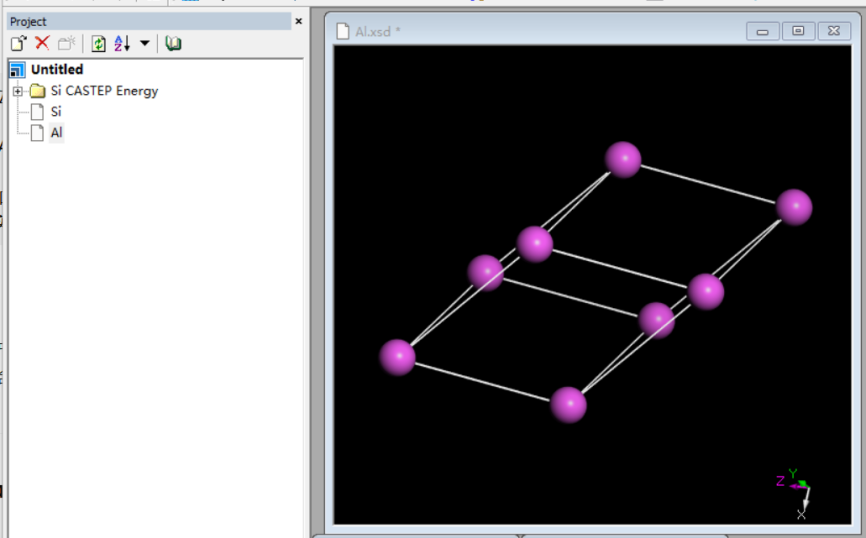 Project
Untitled
Si CASTEP Energy
Si
Al
Al.xsd *
Z
Y
X